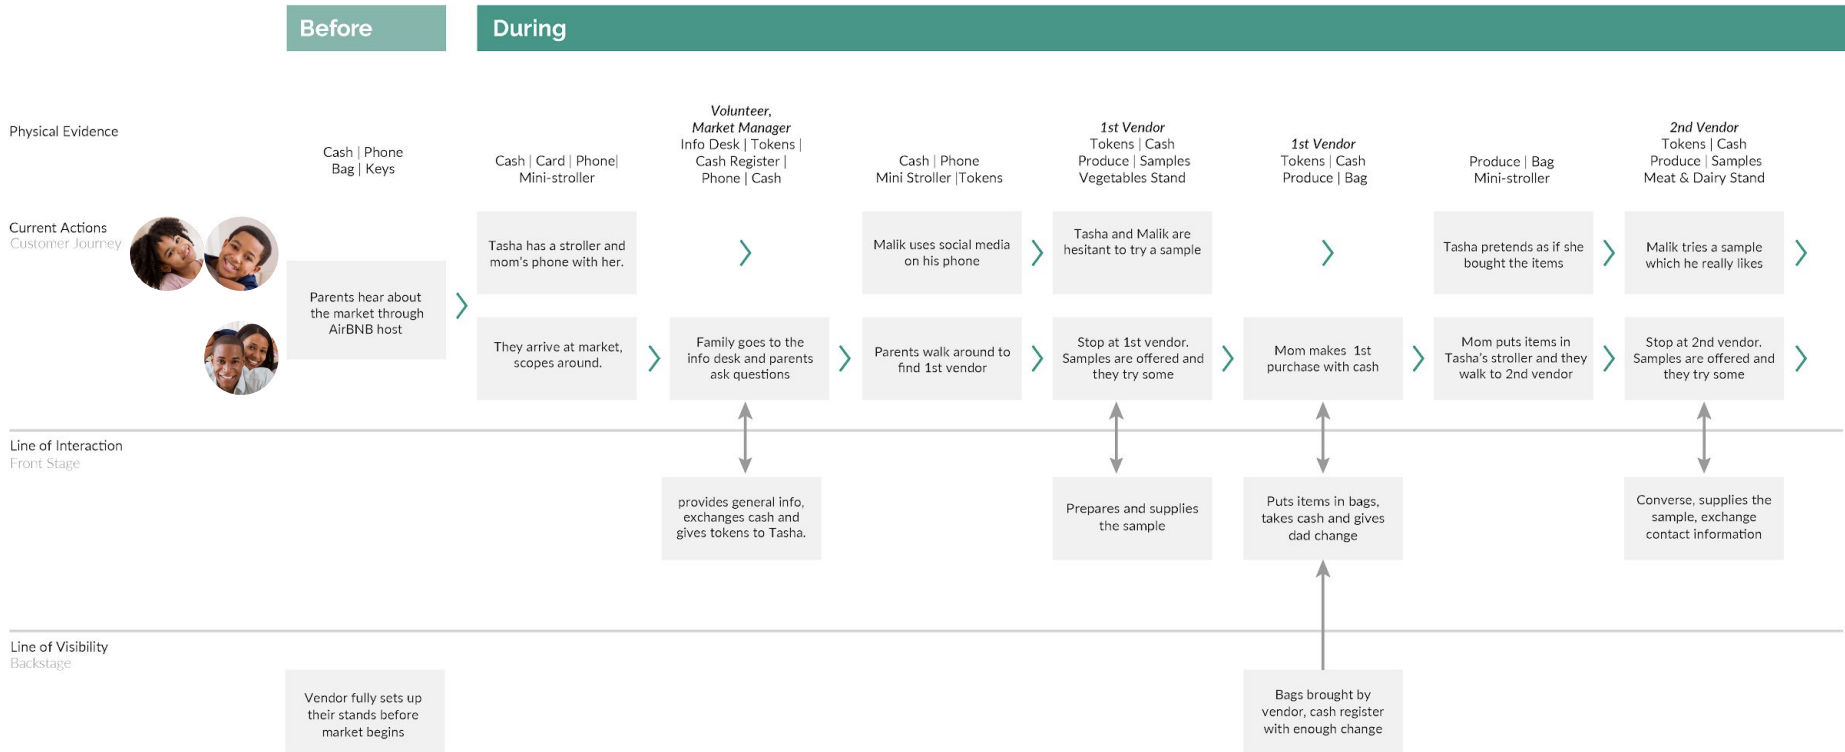 Before
During
Physical Evidence
Cash | Phone
Bag | Keys
Cash | Card | Phone|
Mini-stroller
Volunteer,
Market Manager
Info Desk | Tokens |
Cash Register |
Phone | Cash
Cash | Phone
Mini Stroller |Tokens
1st Vendor
Tokens | Cash
Produce | Samples
Vegetables Stand
1st Vendor
Tokens | Cash
Produce | Bag
Produce | Bag
Mini-stroller
2nd Vendor
Tokens | Cash
Produce | Samples
Meat & Dairy Stand
Current Actions
Customer Journey
Parents hear about
the market through
AirBNB host
Tasha has a stroller and
mom's phone with her.
Malik uses social media
on his phone
Tasha and Malik are
hesitant to try a sample
Tasha pretends as if she
bought the items
Malik tries a sample
which he really likes
They arrive at market,
scopes around.
Family goes to the
info desk and parents
ask questions
Parents walk around to
find 1st vendor
Stop at 1st vendor.
Samples are offered and
they try some
Mom makes 1st
purchase with cash
Mom puts items in
Tasha's stroller and they
walk to 2nd vendor
Stop at 2nd vendor.
Samples are offered and
they try some
Line of Interaction
Front Stage
provides general info,
exchanges cash and
gives tokens to Tasha.
Prepares and supplies
the sample
Puts items in bags,
takes cash and gives
dad change
Converse, supplies the
sample, exchange
contact information
Line of Visibility
Backstage
Vendor fully sets up
their stands before
market begins
Bags brought by
vendor, cash register
with enough change